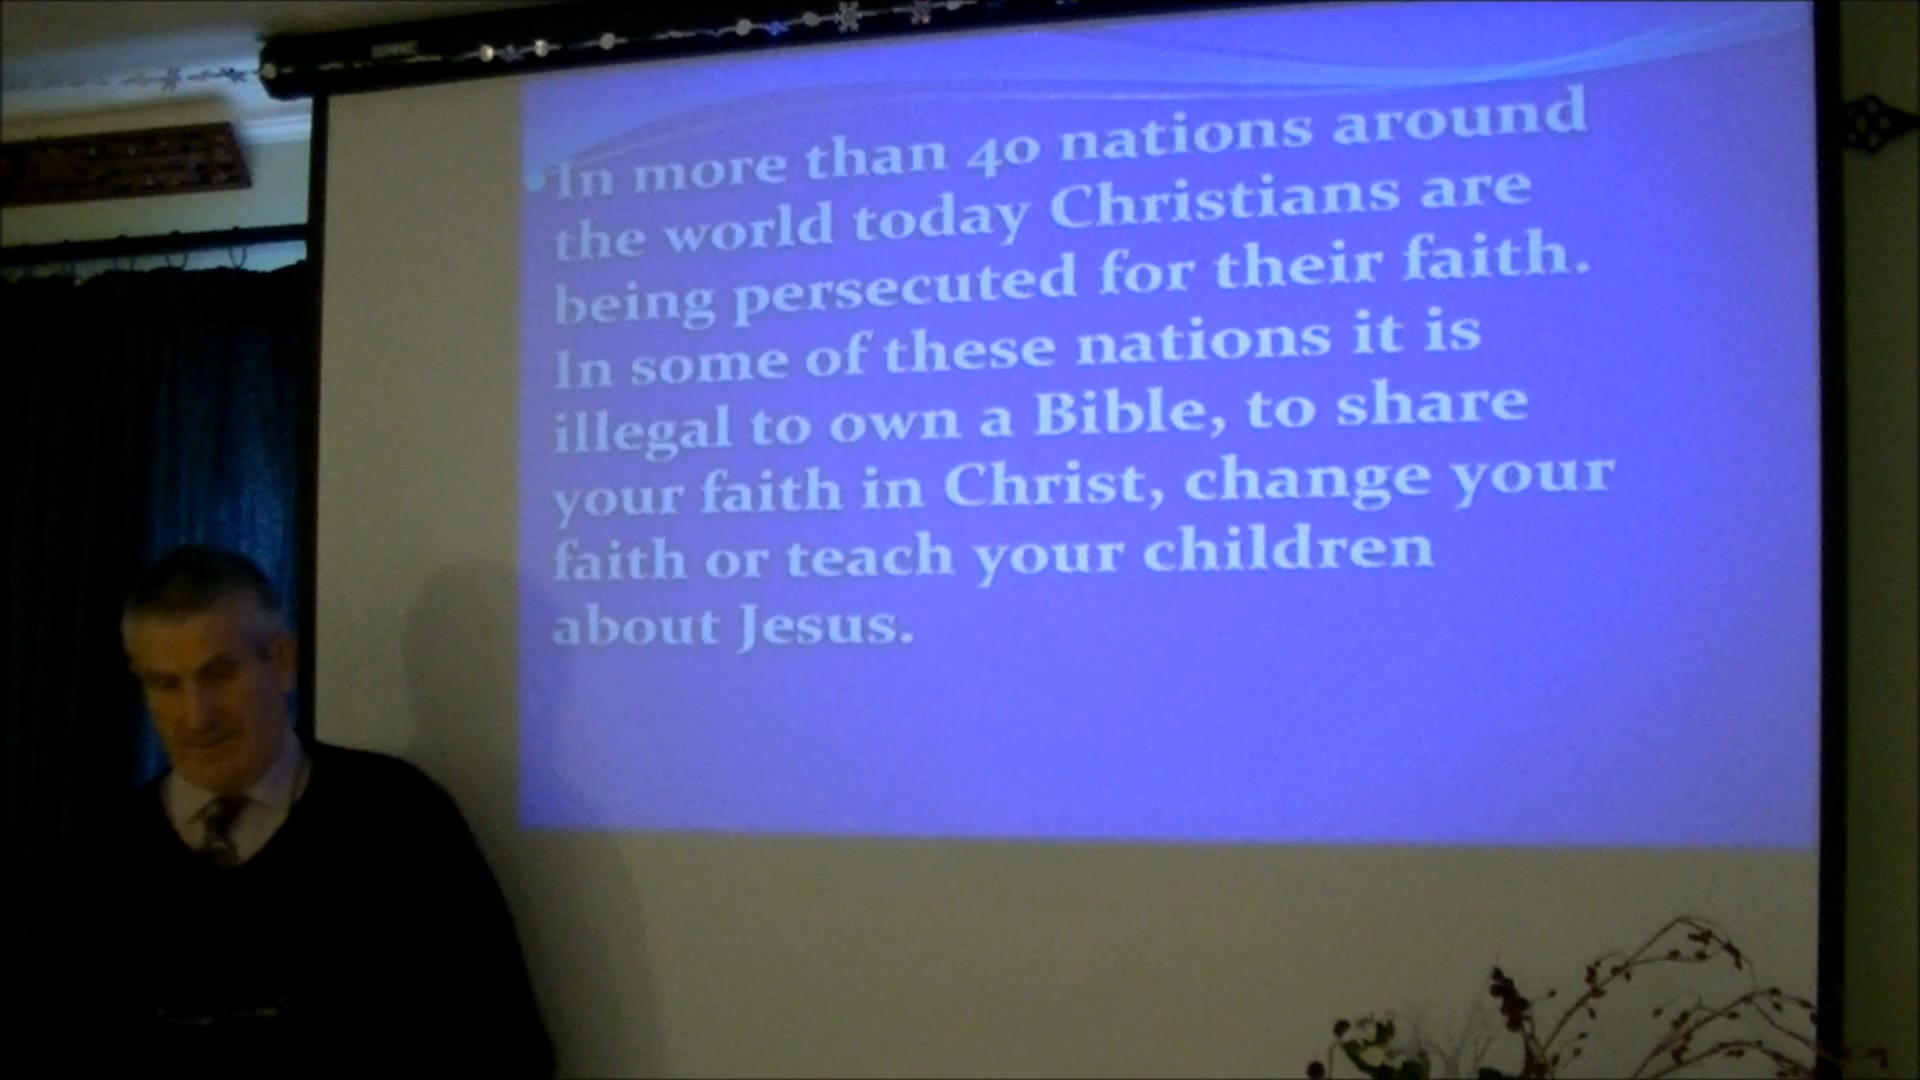 In more than 40 nations around
the world today Christians are
being persecuted for their faith.
In some of these nations it is
illegal to own a Bible, to share
your faith in Christ, change your
faith or teach your children
about Jesus.